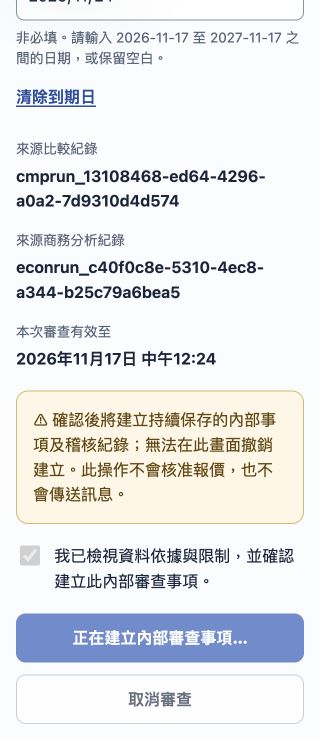 非必填。請輸入 2026-11-17 至 2027-11-17 之
間的日期，或保留空白。
清除到期日
來源比較紀錄
cmprun_13108468-ed64-4296-
a0a2-7d9310d4d574
來源商務分析紀錄
econrun_c40f0c8e-5310-4ec8-
a344-b25c79a6bea5
本次審查有效至
2026年11月17日 中午12:24
⚠ 確認後將建立持續保存的內部事
項及稽核紀錄；無法在此畫面撤銷
建立。此操作不會核准報價，也不
會傳送訊息。
我已檢視資料依據與限制，並確認
建立此內部審查事項。
正在建立內部審查事項...
取消審查